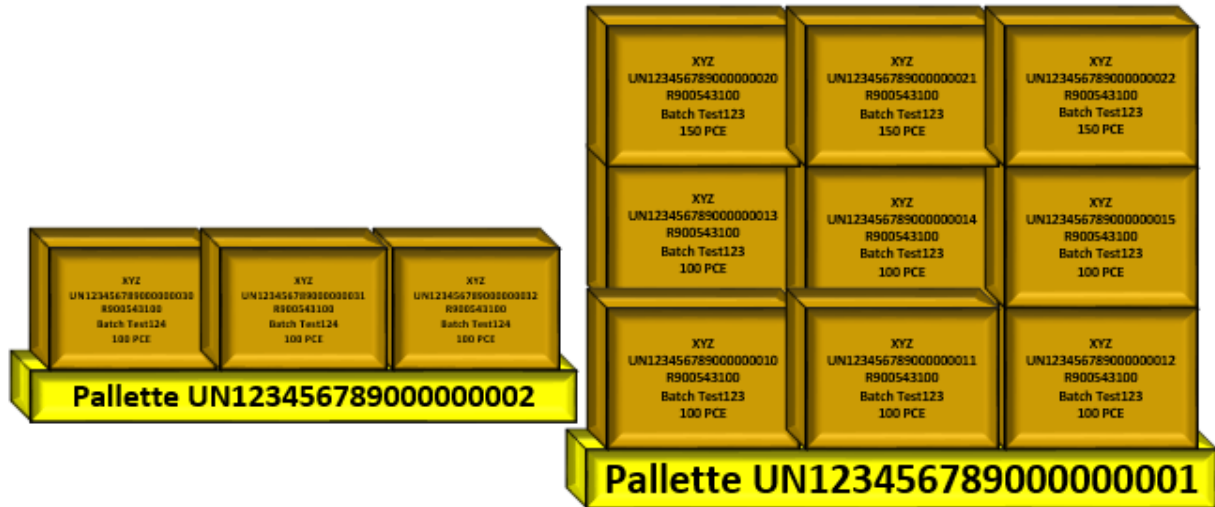 XYZ
UN123456789000000020
R900543100
Batch Test123
150 PCE
XYZ
UN123456789000000021
R900543100
Batch Test123
150 PCE
XYZ
UN123456789000000022
R900543100
Batch Test123
150 PCE
XYZ
UN123456789000000013
R900543100
Batch Test123
100 PCE
XYZ
UN123456789000000014
R900543100
Batch Test123
100 PCE
XYZ
UN123456789000000015
R900543100
Batch Test123
100 PCE
XYZ
UN123456789000000030
R900543100
Batch Test124
100 PCE
XYZ
UN123456789000000031
R900543100
Batch Test124
100 PCE
XYZ
UN123456789000000032
R900543100
Batch Test124
100 PCE
Pallette UN123456789000000002
XYZ
UN123456789000000010
R900543100
Batch Test123
100 PCE
XYZ
UN123456789000000011
R900543100
Batch Test123
100 PCE
XYZ
UN123456789000000012
R900543100
Batch Test123
100 PCE
Pallette UN123456789000000001